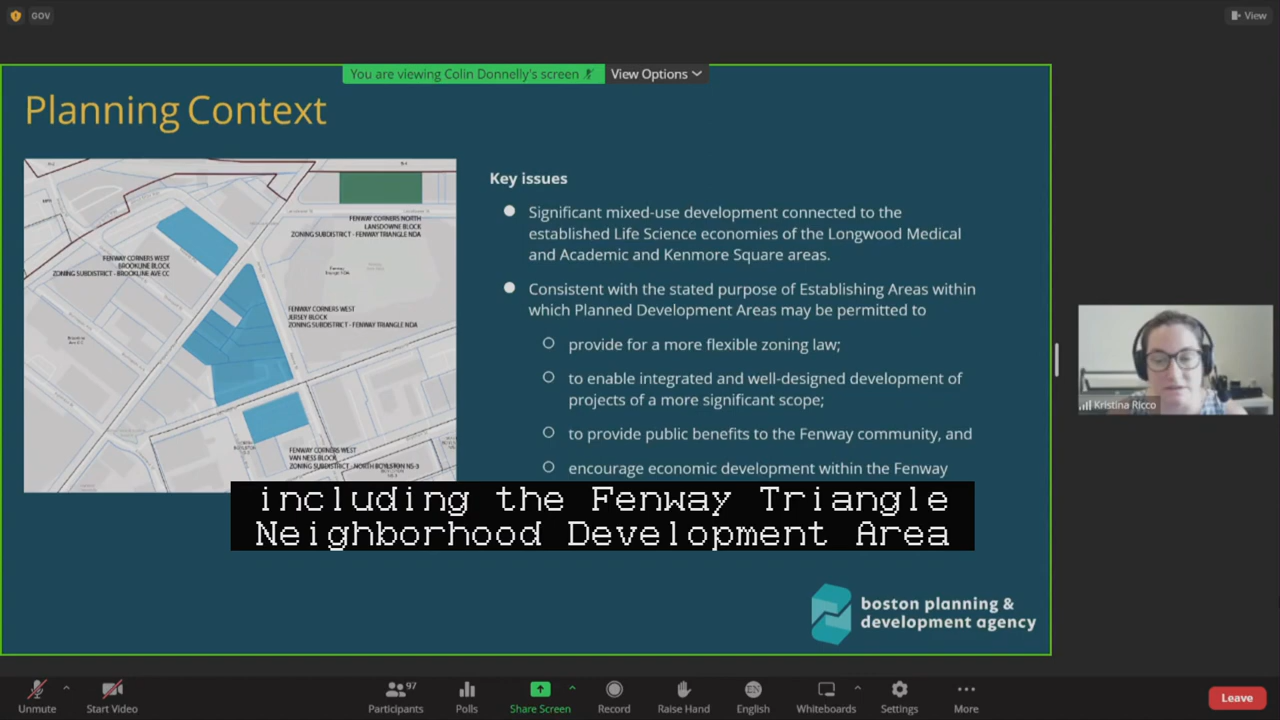 GOV
View
You are viewing Colin Donnelly's screen
View Options
Planning Context
FENWAY CORNERS NORTH
LANSDOWNE BLOCK
ZONING SUBDISTRICT - FENWAY TRIANGLE NDA
FENWAY CORNERS WEST
BROOKLINE BLOCK
ZONING SUBDISTRICT - BROOKLINE AVE CC
FENWAY CORNERS WEST
JERSEY BLOCK
ZONING SUBDISTRICT - FENWAY TRIANGLE NDA
FENWAY CORNERS WEST
VAN NESS BLOCK
ZONING SUBDISTRICT - NORTH BOYLSTON NS-3
Key issues
Significant mixed-use development connected to the
established Life Science economies of the Longwood Medical
and Academic and Kenmore Square areas.
Consistent with the stated purpose of Establishing Areas within
which Planned Development Areas may be permitted to
provide for a more flexible zoning law;
to enable integrated and well-designed development of
projects of a more significant scope;
to provide public benefits to the Fenway community, and
encourage economic development within the Fenway
including the Fenway Triangle
Neighborhood Development Area
boston planning &
development agency
Kristina Ricco
Unmute
Start Video
97
Participants
Polls
Share Screen
Record
Raise Hand
EN
English
Whiteboards
Settings
More
Leave